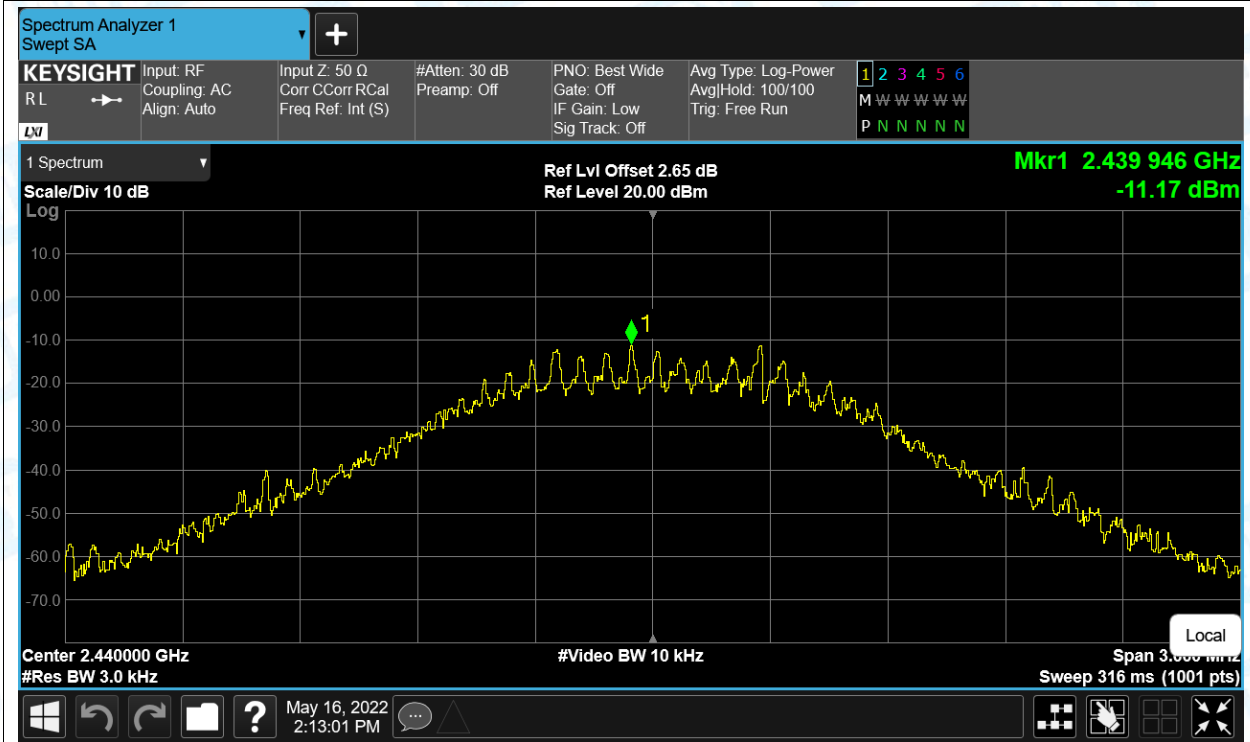 Spectrum Analyzer 1
Swept SA
KEYSIGHT
R L
LXI
Input: RF
Coupling: AC
Align: Auto
Input Z: 50 Ω
Corr CCorr RCal
Freq Ref: Int (S)
#Atten: 30 dB
Preamp: Off
PNO: Best Wide
Gate: Off
IF Gain: Low
Sig Track: Off
Avg Type: Log-Power
Avg|Hold: 100/100
Trig: Free Run
1 2 3 4 5 6
M W W W W W
P N N N N N
1 Spectrum
Scale/Div 10 dB
Log
Ref Lvl Offset 2.65 dB
Ref Level 20.00 dBm
Mkr1 2.439 946 GHz
-11.17 dBm
10.0
0.00
-10.0
-20.0
-30.0
-40.0
-50.0
-60.0
-70.0
1
Local
Center 2.440000 GHz
#Res BW 3.0 kHz
#Video BW 10 kHz
Span 3.000 MHz
Sweep 316 ms (1001 pts)
May 16, 2022
2:13:01 PM